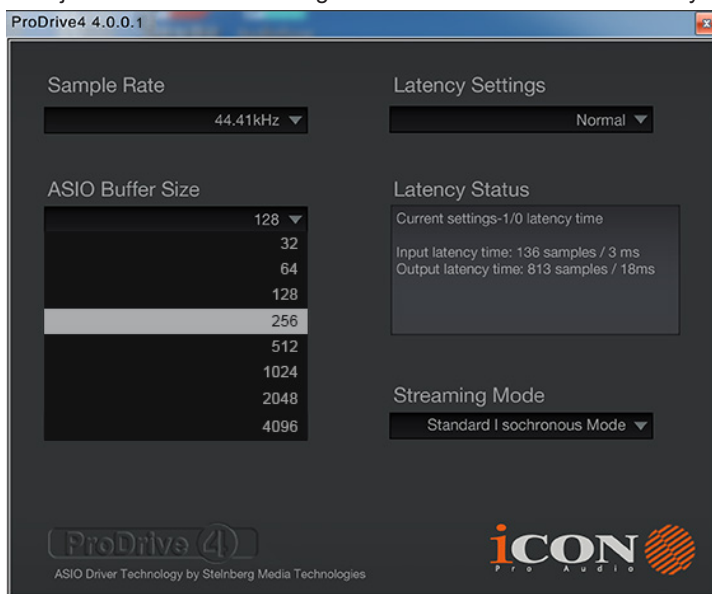 ProDrive4 4.0.0.1
x
Sample Rate
44.41kHz
Latency Settings
Normal
ASIO Buffer Size
128
32
64
128
256
512
1024
2048
4096
Latency Status
Current settings-1/0 latency time
Input latency time: 136 samples / 3 ms
Output latency time: 813 samples / 18ms
Streaming Mode
Standard I sochronous Mode
ProDrive 4
ASIO Driver Technology by Steinberg Media Technologies
iCON
Pro Audio